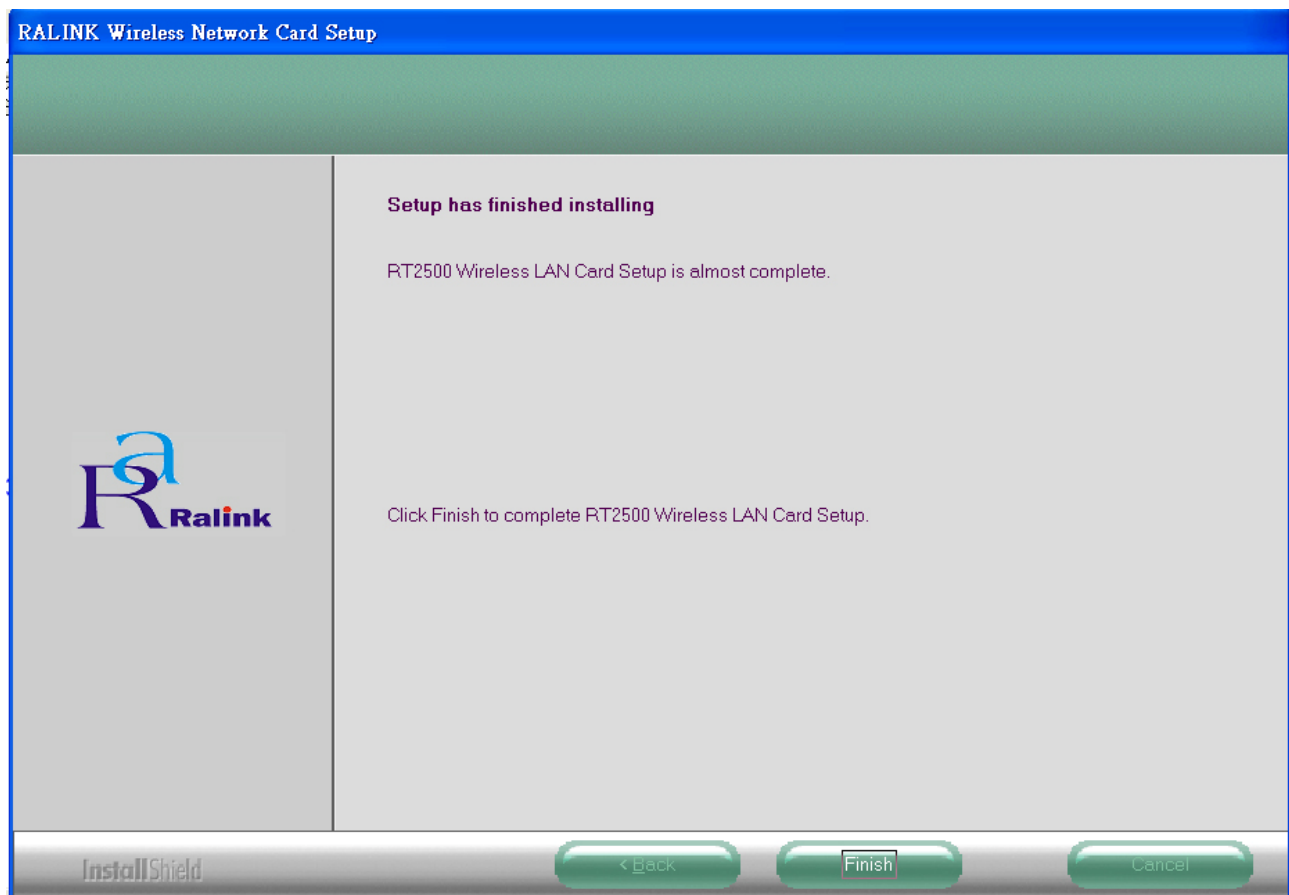 RALINK Wireless Network Card Setup
Setup has finished installing
RT2500 Wireless LAN Card Setup is almost complete.
Ra
Ralink
Click Finish to complete RT2500 Wireless LAN Card Setup.
InstallShield
< Back
Finish
Cancel